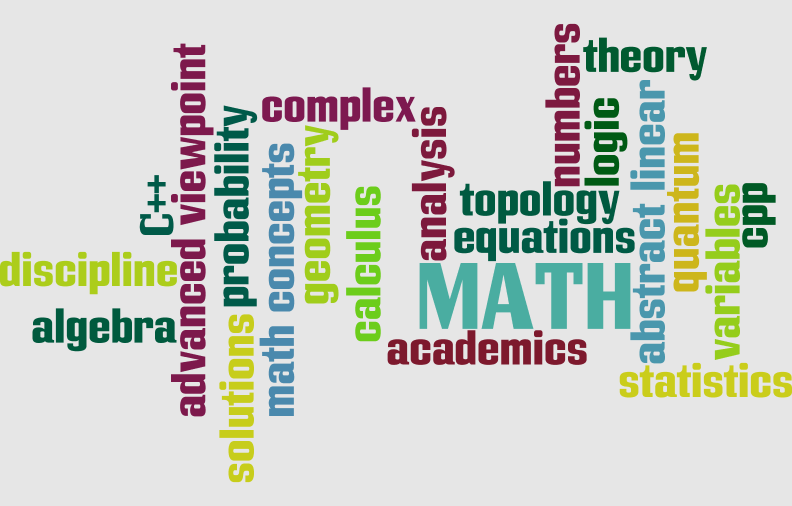 discipline
algebra
C++
advanced viewpoint
probability
solutions
math concepts
complex
geometry
calculus
analysis
topology
equations
MATH
academics
numbers
theory
logic
abstract linear
quantum
variables
cpp
statistics